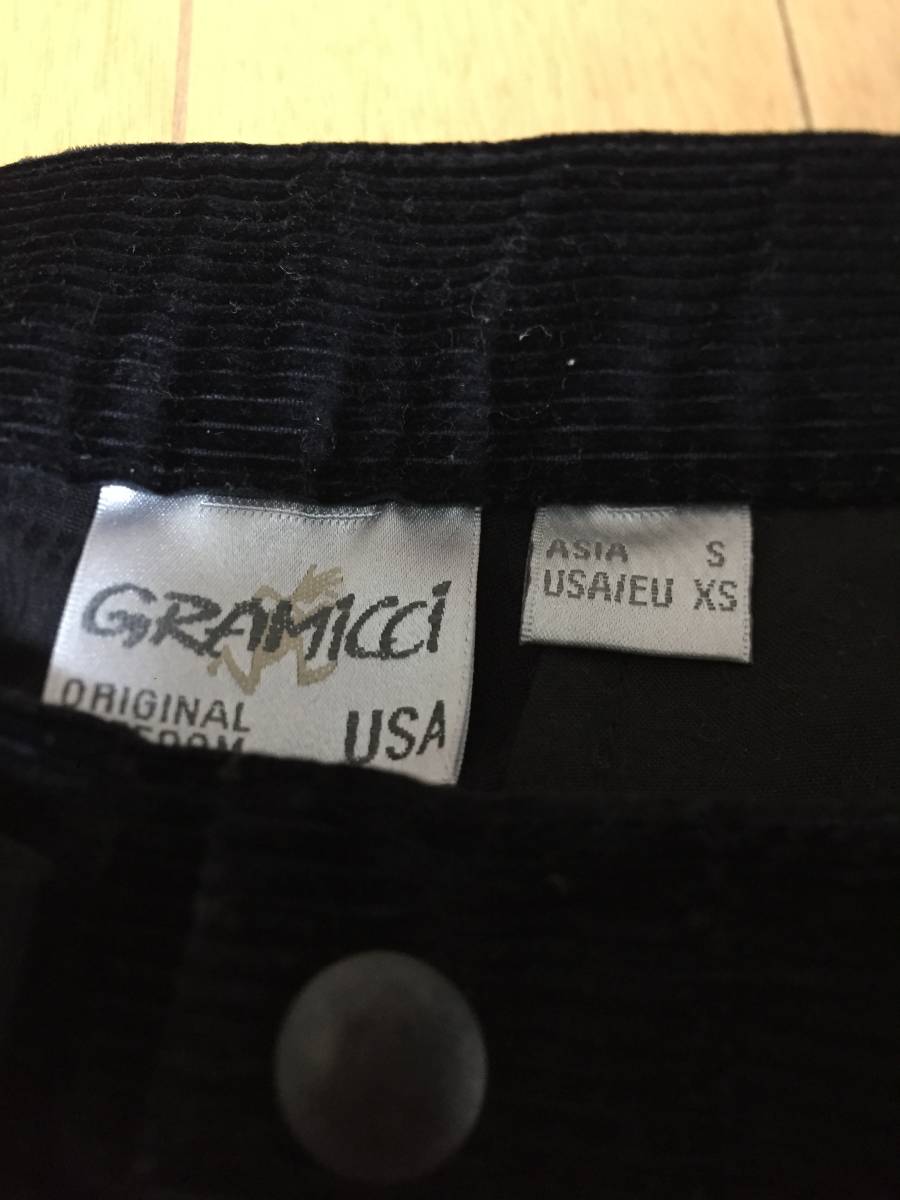 GRAMICCI
ORIGINAL
USA
ASIA S
USA/EU XS